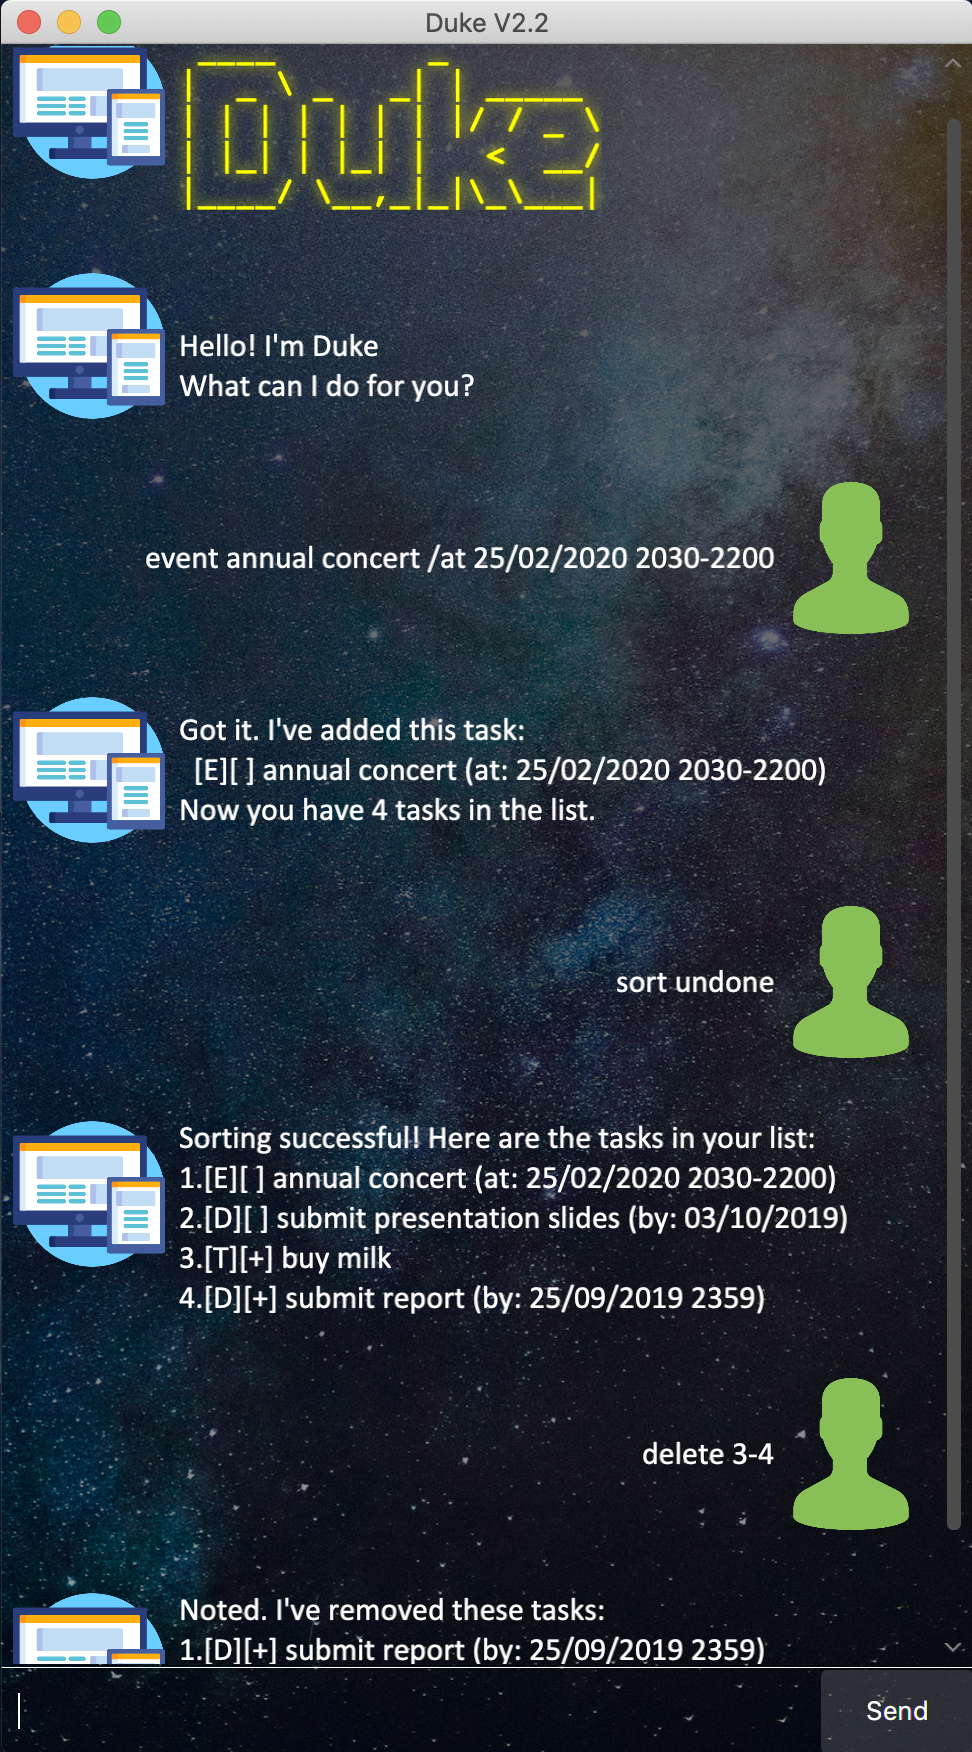 Duke V2.2
Duke
Hello! I'm Duke
What can I do for you?
event annual concert /at 25/02/2020 2030-2200
Got it. I've added this task:
[E][ ] annual concert (at: 25/02/2020 2030-2200)
Now you have 4 tasks in the list.
sort undone
Sorting successful! Here are the tasks in your list:
1.[E][ ] annual concert (at: 25/02/2020 2030-2200)
2.[D][ ] submit presentation slides (by: 03/10/2019)
3.[T][+] buy milk
4.[D][+] submit report (by: 25/09/2019 2359)
delete 3-4
Noted. I've removed these tasks:
1.[D][+] submit report (by: 25/09/2019 2359)
Send